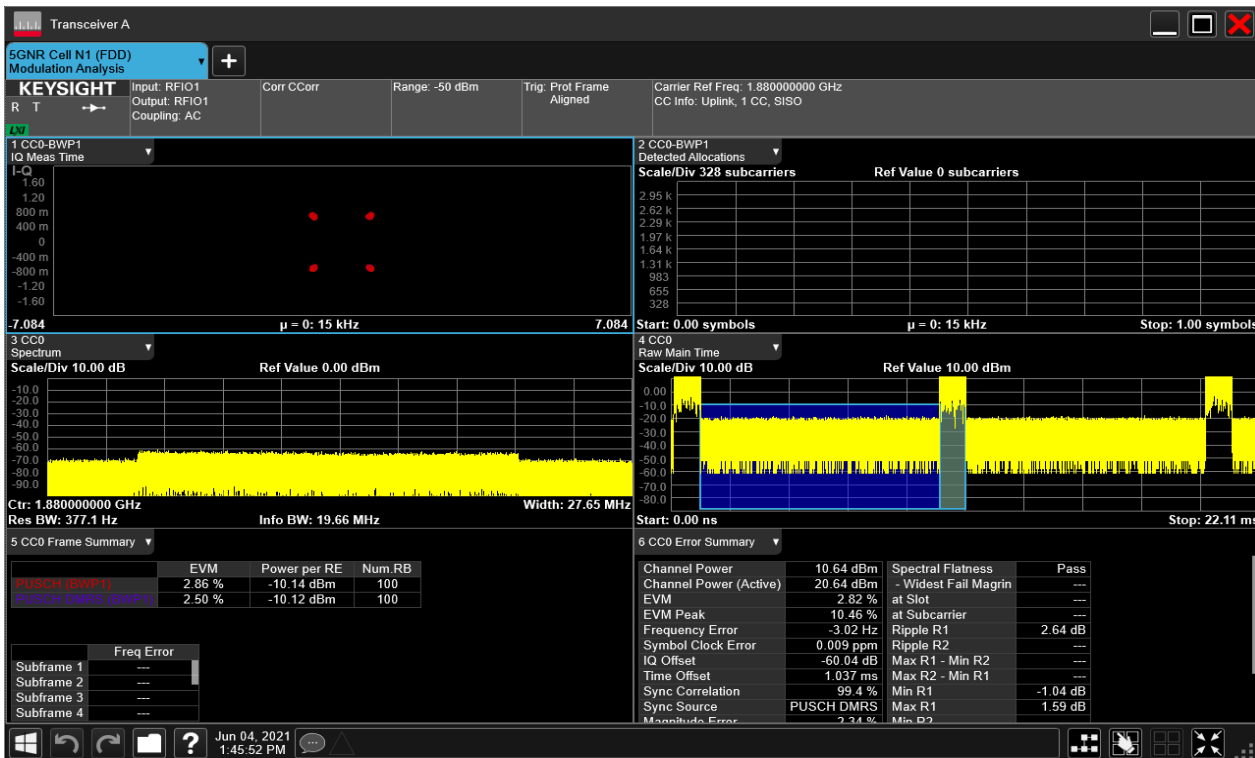 Transceiver A
5GNR Cell N1 (FDD)
Modulation Analysis
+
KEYSIGHT
R T
LXI
Input: RFIO1
Output: RFIO1
Coupling: AC
Corr CCorr
Range: -50 dBm
Trig: Prot Frame
Aligned
Carrier Ref Freq: 1.880000000 GHz
CC Info: Uplink, 1 CC, SISO
1 CC0-BWP1
IQ Meas Time
I-Q
1.60
1.20
800 m
400 m
0
-400 m
-800 m
-1.20
-1.60
-7.084 μ = 0: 15 kHz 7.084
2 CC0-BWP1
Detected Allocations
Scale/Div 328 subcarriers Ref Value 0 subcarriers
2.95 k
2.62 k
2.29 k
1.97 k
1.64 k
1.31 k
983
655
328
Start: 0.00 symbols μ = 0: 15 kHz Stop: 1.00 symbols
3 CC0
Spectrum
Scale/Div 10.00 dB Ref Value 0.00 dBm
-10.0
-20.0
-30.0
-40.0
-50.0
-60.0
-70.0
-80.0
-90.0
Ctr: 1.880000000 GHz Width: 27.65 MHz
Res BW: 377.1 Hz Info BW: 19.66 MHz
4 CC0
Raw Main Time
Scale/Div 10.00 dB Ref Value 10.00 dBm
0.00
-10.0
-20.0
-30.0
-40.0
-50.0
-60.0
-70.0
-80.0
Start: 0.00 ns Stop: 22.11 ms
5 CC0 Frame Summary
EVM Power per RE Num.RB
PUSCH (BWP1) 2.86 % -10.14 dBm 100
PUSCH DMRS (BWP1) 2.50 % -10.12 dBm 100
Freq Error
Subframe 1 ---
Subframe 2 ---
Subframe 3 ---
Subframe 4 ---
6 CC0 Error Summary
Channel Power 10.64 dBm Spectral Flatness Pass
Channel Power (Active) 20.64 dBm - Widest Fail Magrin ---
EVM 2.82 % at Slot ---
EVM Peak 10.46 % at Subcarrier ---
Frequency Error -3.02 Hz Ripple R1 2.64 dB
Symbol Clock Error 0.009 ppm Ripple R2 ---
IQ Offset -60.04 dB Max R1 - Min R2 ---
Time Offset 1.037 ms Max R2 - Min R1 ---
Sync Correlation 99.4 % Min R1 -1.04 dB
Sync Source PUSCH DMRS Max R1 1.59 dB
Magnitude Error 2.34 % Min R2 ---
?
Jun 04, 2021
1:45:52 PM